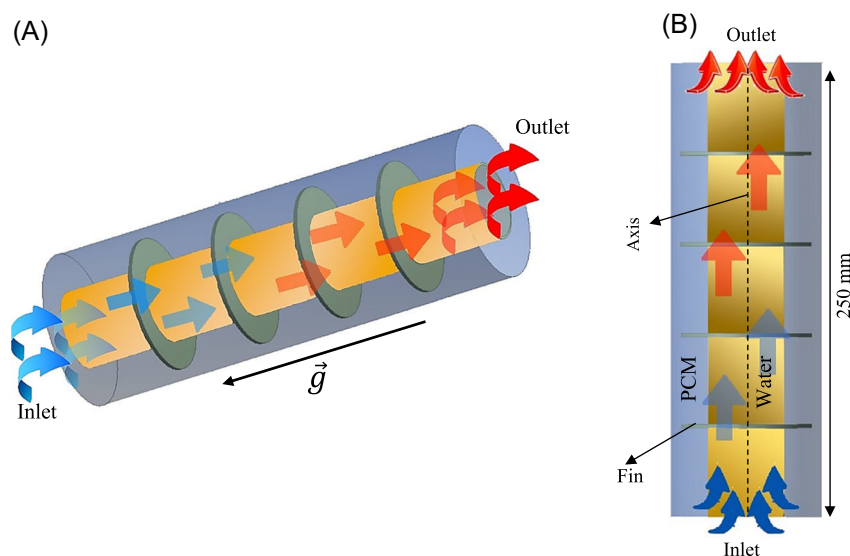 (A)
Outlet
Inlet
g⃗
(B)
Outlet
Axis
250 mm
PCM
Water
Fin
Inlet